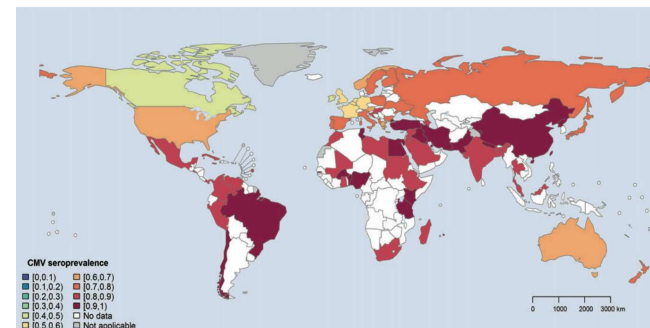 CMV seroprevalence
[0,0.1) [0.6,0.7)
[0.1,0.2) [0.7,0.8)
[0.2,0.3) [0.8,0.9)
[0.3,0.4) [0.9,1)
[0.4,0.5) No data
[0.5,0.6) Not applicable
0 1000 2000 3000 km